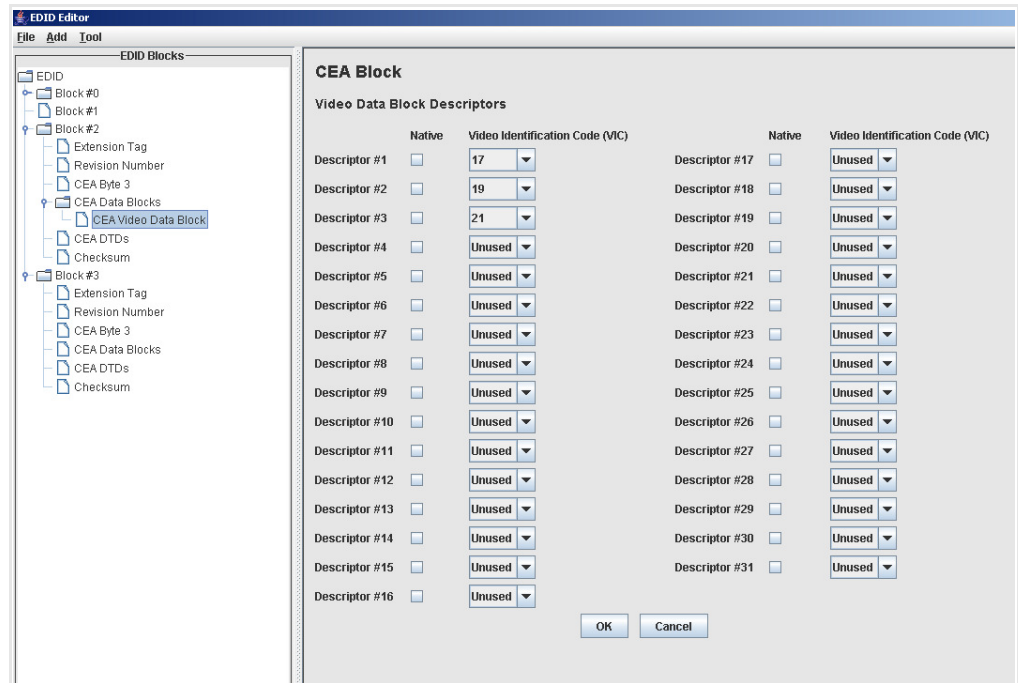 EDID Editor
File Add Tool
EDID Blocks
EDID
Block #0
Block #1
Block #2
Extension Tag
Revision Number
CEA Byte 3
CEA Data Blocks
CEA Video Data Block
CEA DTDs
Checksum
Block #3
Extension Tag
Revision Number
CEA Byte 3
CEA Data Blocks
CEA DTDs
Checksum
CEA Block
Video Data Block Descriptors
Native Video Identification Code (VIC) Native Video Identification Code (VIC)
Descriptor #1 17 Descriptor #17 Unused
Descriptor #2 19 Descriptor #18 Unused
Descriptor #3 21 Descriptor #19 Unused
Descriptor #4 Unused Descriptor #20 Unused
Descriptor #5 Unused Descriptor #21 Unused
Descriptor #6 Unused Descriptor #22 Unused
Descriptor #7 Unused Descriptor #23 Unused
Descriptor #8 Unused Descriptor #24 Unused
Descriptor #9 Unused Descriptor #25 Unused
Descriptor #10 Unused Descriptor #26 Unused
Descriptor #11 Unused Descriptor #27 Unused
Descriptor #12 Unused Descriptor #28 Unused
Descriptor #13 Unused Descriptor #29 Unused
Descriptor #14 Unused Descriptor #30 Unused
Descriptor #15 Unused Descriptor #31 Unused
Descriptor #16 Unused
OK Cancel